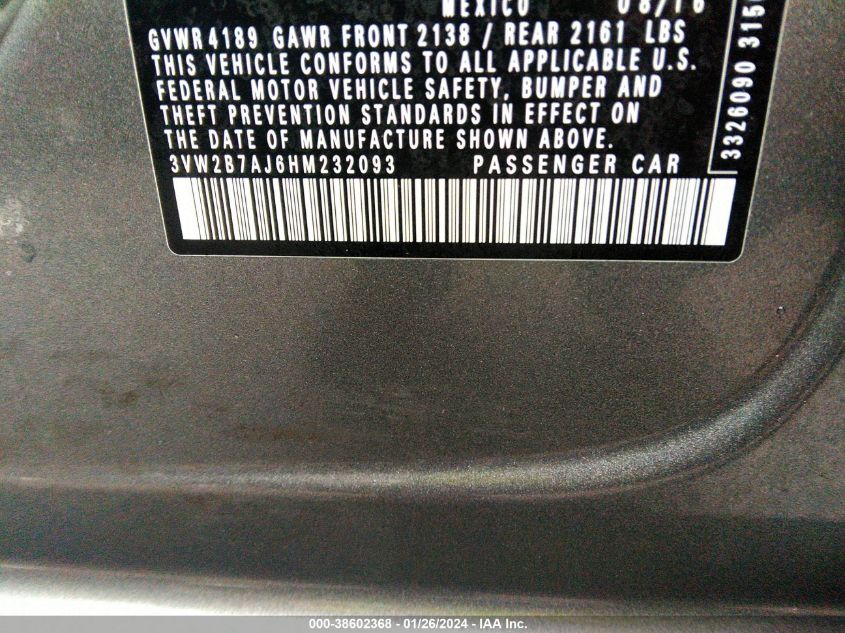 MEXICO 08/16
GVWR 4189 GAWR FRONT 2138 / REAR 2161 LBS
THIS VEHICLE CONFORMS TO ALL APPLICABLE U.S.
FEDERAL MOTOR VEHICLE SAFETY, BUMPER AND
THEFT PREVENTION STANDARDS IN EFFECT ON
THE DATE OF MANUFACTURE SHOWN ABOVE.
3VW2B7AJ6HM232093 PASSENGER CAR
3326090
000-38602368 - 01/26/2024 - IAA Inc.